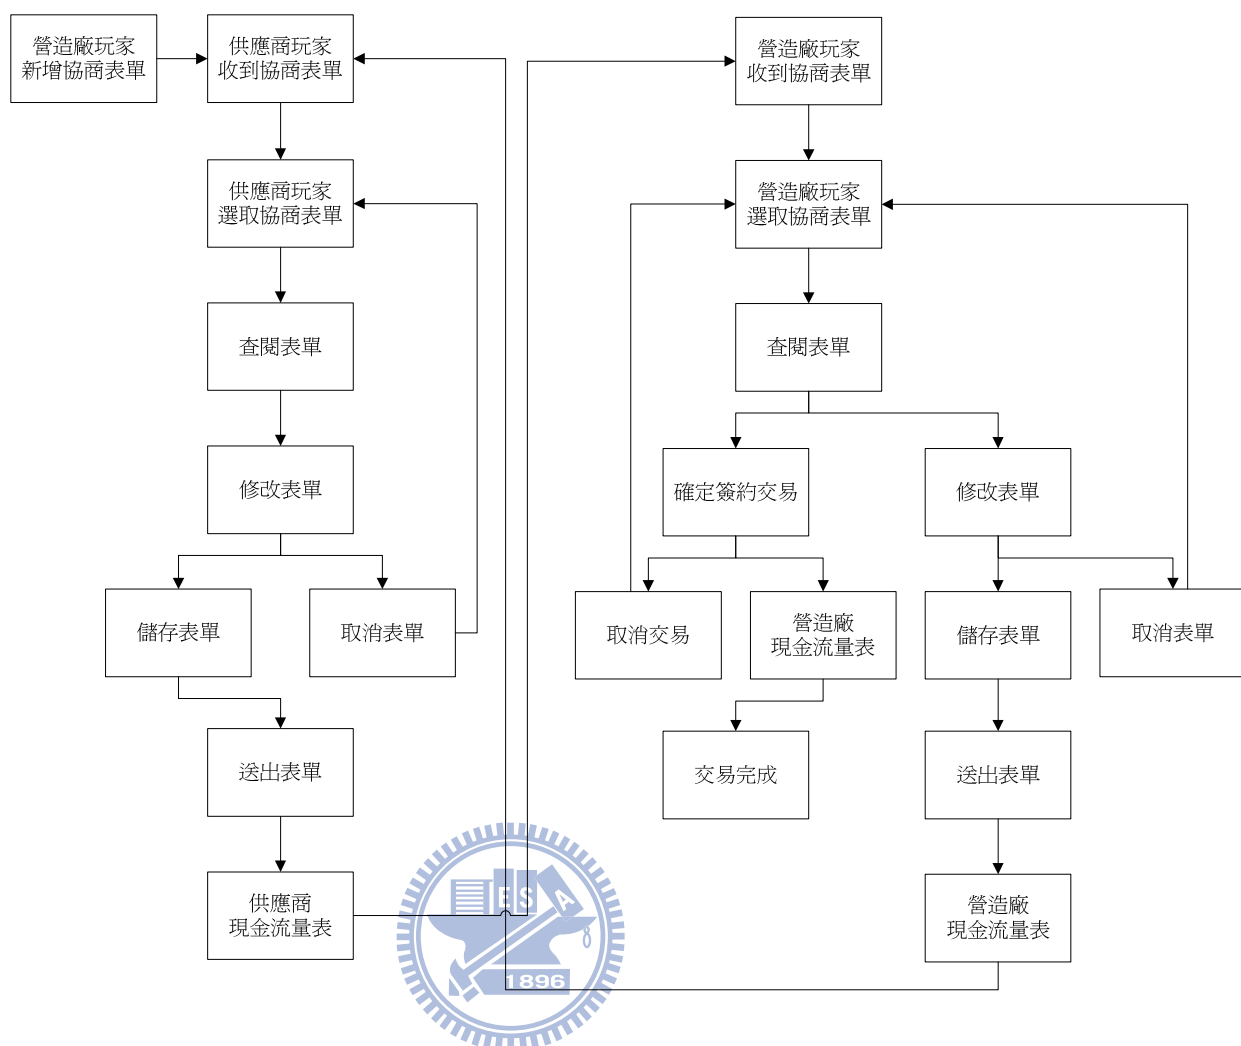 營造廠玩家
新增協商表單
供應商玩家
收到協商表單
供應商玩家
選取協商表單
查閱表單
修改表單
儲存表單
取消表單
送出表單
供應商
現金流量表
營造廠玩家
收到協商表單
營造廠玩家
選取協商表單
查閱表單
確定簽約交易
修改表單
取消交易
營造廠
現金流量表
儲存表單
取消表單
交易完成
送出表單
營造廠
現金流量表
E S A
1896